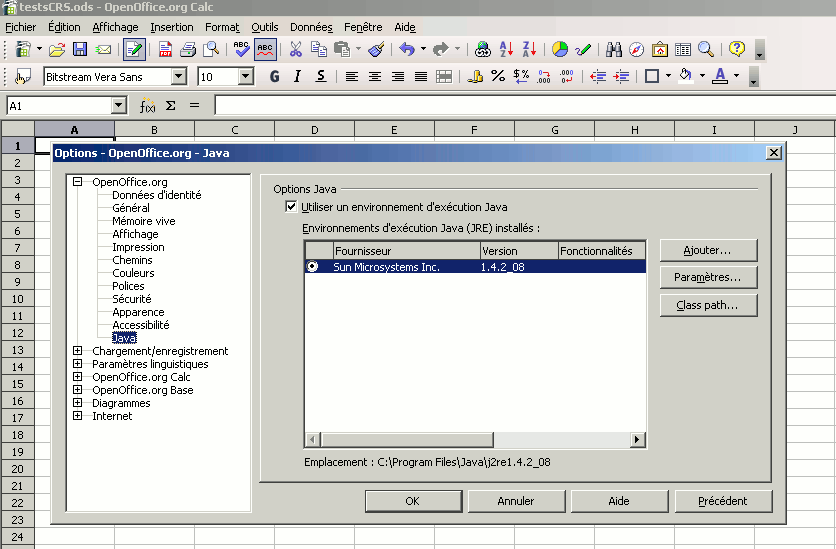 testsCRS.ods - OpenOffice.org Calc
Fichier Édition Affichage Insertion Format Outils Données Fenêtre Aide
ABC ABC A Z Z A
Bitstream Vera Sans 10 G I S % $% .000 .000 A
A1 f(x) Σ =
A B C D E F G H I J
1
Options - OpenOffice.org - Java
2
3
4
5
6
7
8
9
10
11
12
13
14
15
16
17
18
19
20
21
22
23
24
OpenOffice.org
Données d'identité
Général
Mémoire vive
Affichage
Impression
Chemins
Couleurs
Polices
Sécurité
Apparence
Accessibilité
Java
Chargement/enregistrement
Paramètres linguistiques
OpenOffice.org Calc
OpenOffice.org Base
Diagrammes
Internet
Options Java
Utiliser un environnement d'exécution Java
Environnements d'exécution Java (JRE) installés :
Fournisseur Version Fonctionnalités
Sun Microsystems Inc. 1.4.2_08
Ajouter...
Paramètres...
Class path...
Emplacement : C:\Program Files\Java\j2re1.4.2_08
OK Annuler Aide Précédent